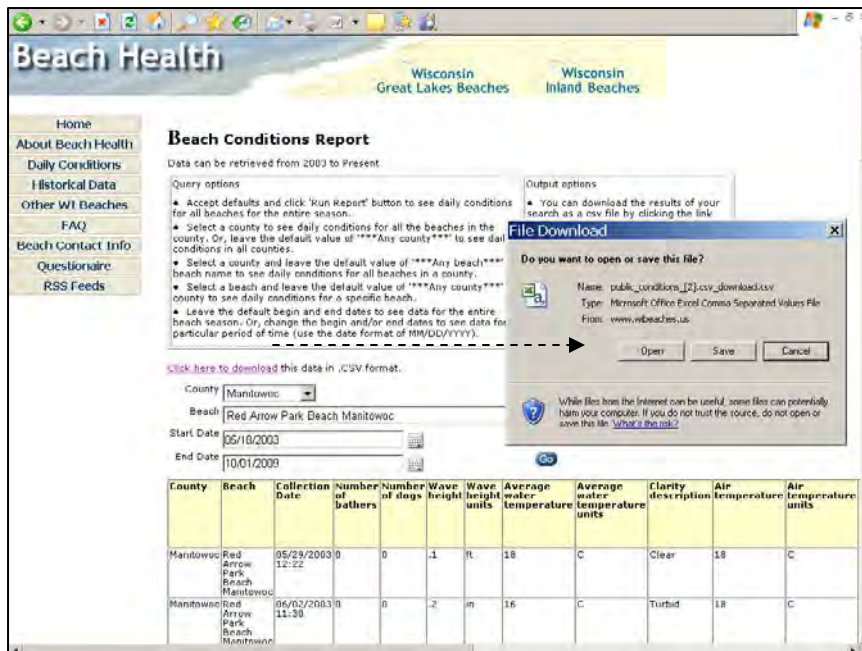 Beach Health
Wisconsin
Great Lakes Beaches
Wisconsin
Inland Beaches
Home
About Beach Health
Daily Conditions
Historical Data
Other WI Beaches
FAQ
Beach Contact Info
Questionaire
RSS Feeds
Beach Conditions Report
Data can be retrieved from 2003 to Present
Query options
• Accept defaults and click 'Run Report' button to see daily conditions
for all beaches for the entire season.
• Select a county to see daily conditions for all the beaches in the
county. Or, leave the default value of '***Any county***' to see dail
conditions in all counties.
• Select a county and leave the default value of '***Any beach***'
beach name to see daily conditions for all beaches in a county.
• Select a beach and leave the default value of '***Any county***'
county to see daily conditions for a specific beach.
• Leave the default begin and end dates to see data for the entire
beach season. Or, change the begin and/or end dates to see data for
particular period of time (use the date format of MM/DD/YYYY).
Output options
• You can download the results of your
search as a csv file by clicking the link
File Download
Do you want to open or save this file?
Name: public_conditions_[2].csv_download.csv
Type: Microsoft Office Excel Comma Separated Values File
From: www.wibeaches.us
Open Save Cancel
While files from the Internet can be useful, some files can potentially
harm your computer. If you do not trust the source, do not open or
save this file. What's the risk?
Click here to download this data in .CSV format.
County Manitowoc
Beach Red Arrow Park Beach Manitowoc
Start Date 05/18/2003
End Date 10/01/2009
Go
County Beach Collection Number Number Wave Wave Average Average Clarity Air Air
Date of of dogs height height water water description temperature temperature
bathers units temperature temperature units
units
Manitowoc Red 05/29/2003 0 0 .1 ft 18 C Clear 18 C
Arrow 12:22
Park
Beach
Manitowoc
Manitowoc Red 06/02/2003 0 0 .2 in 16 C Turbid 18 C
Arrow 11:30
Park
Beach
Manitowoc